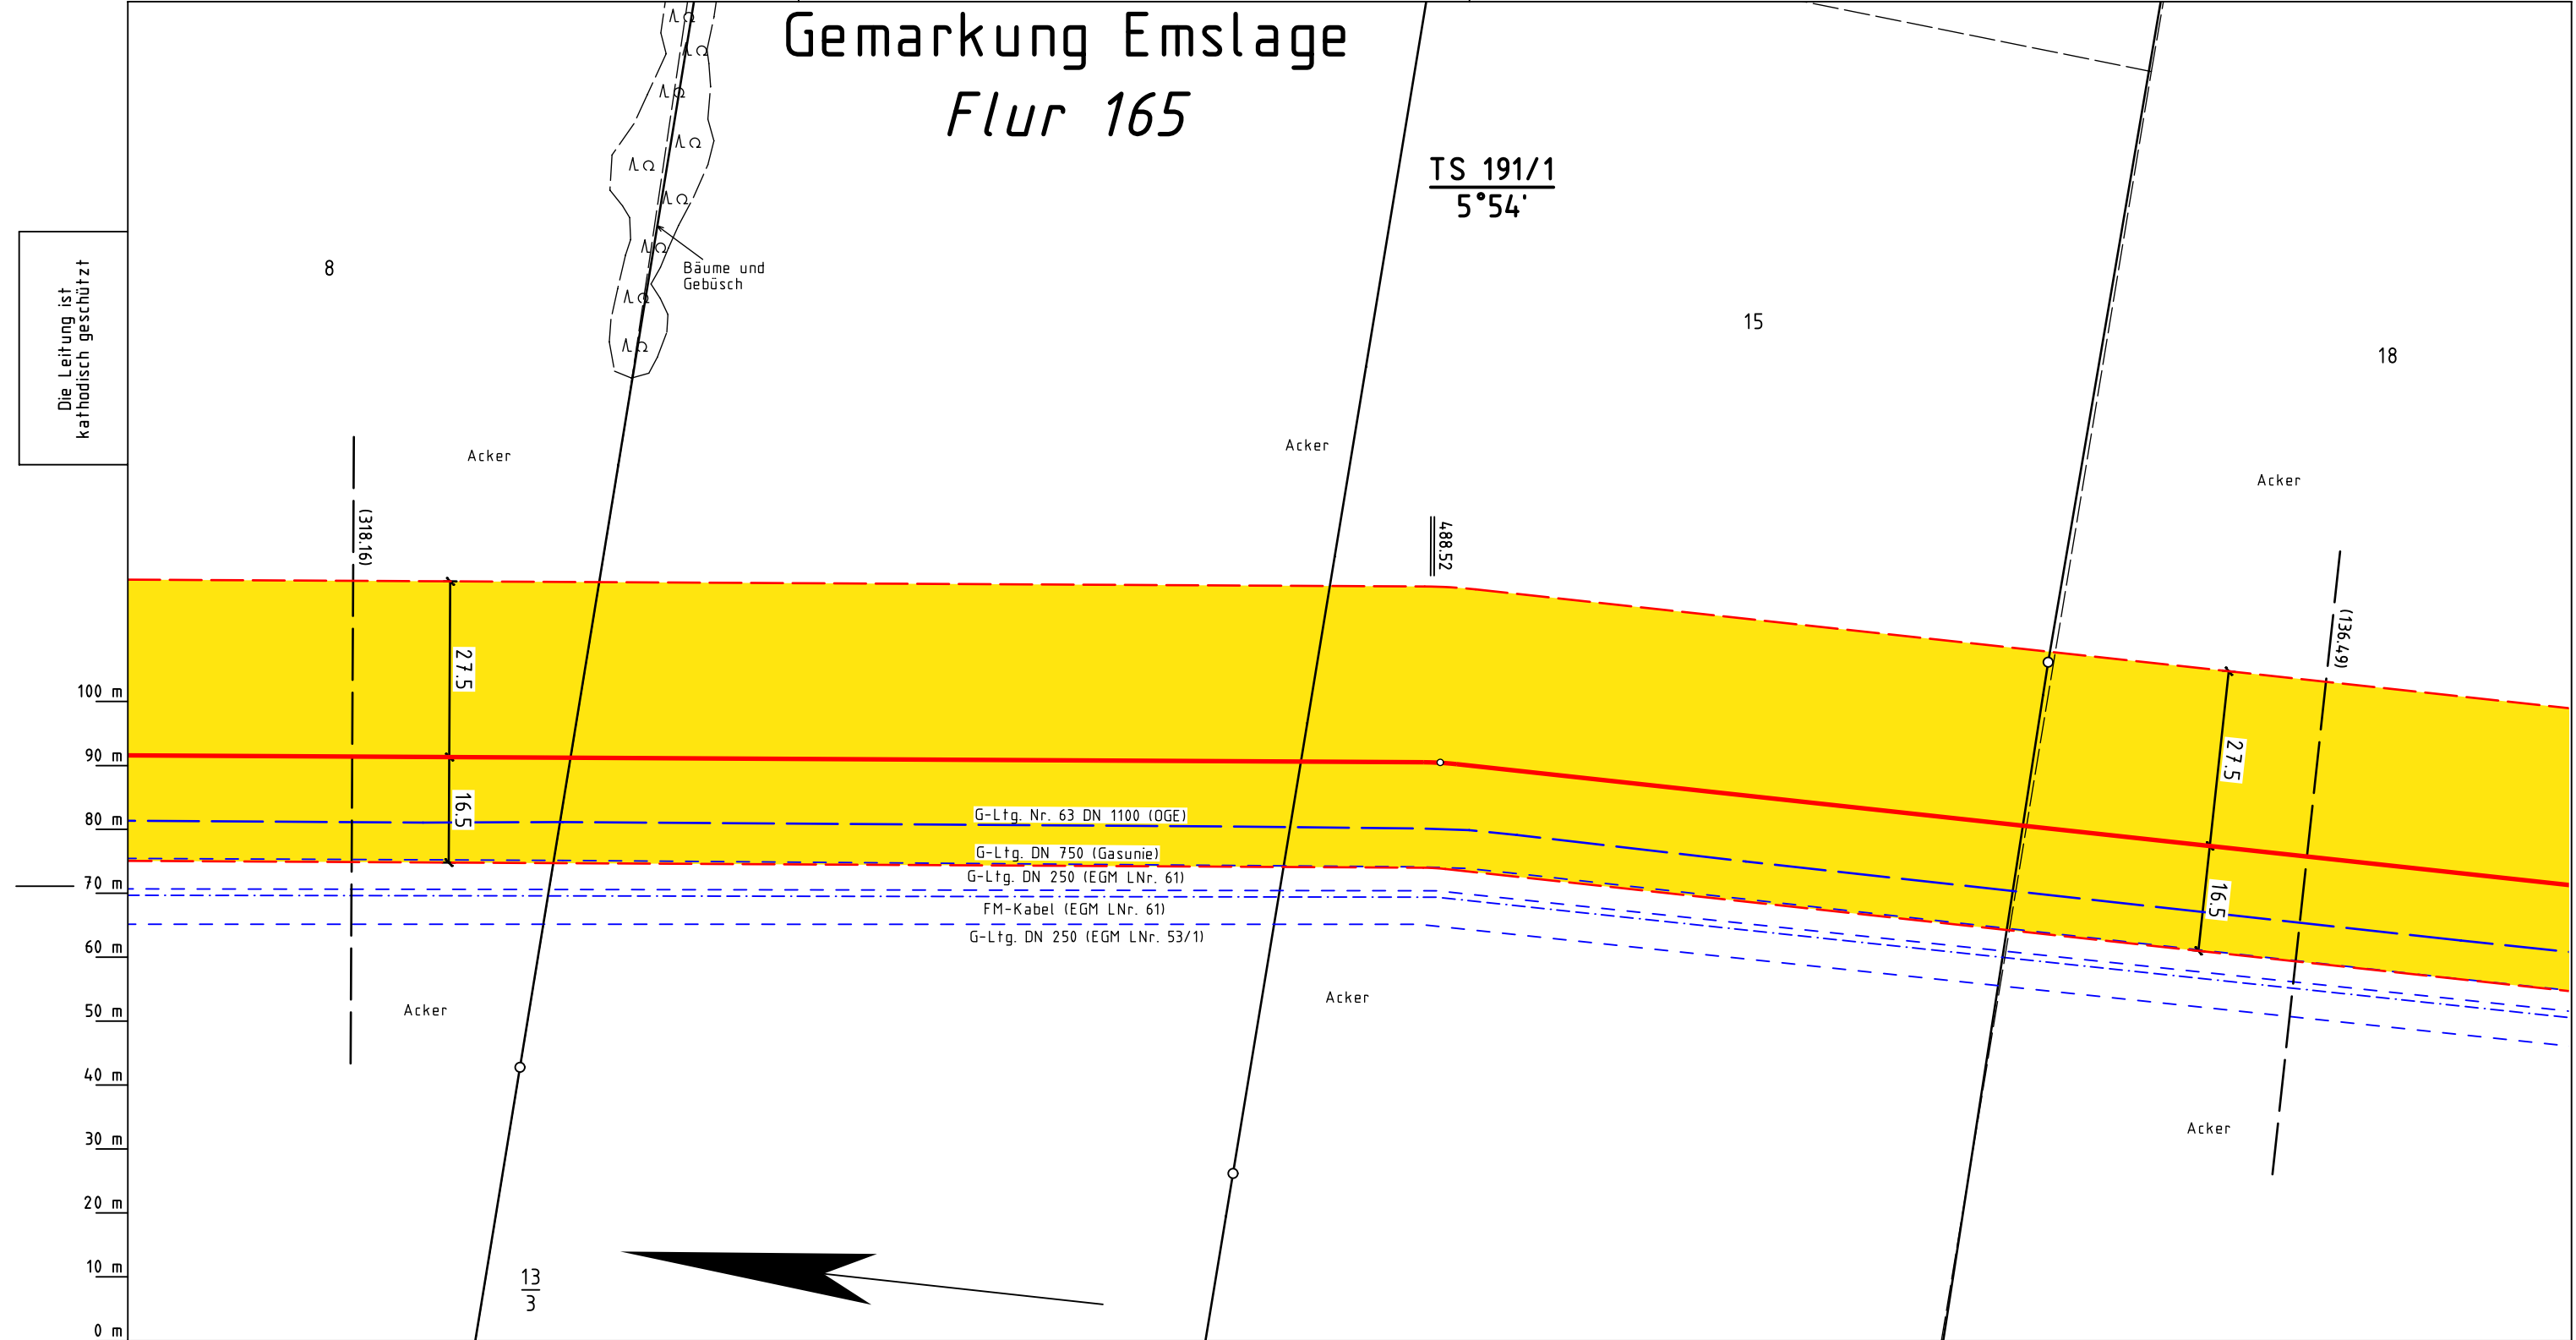 Gemarkung Emslage
Flur 165
TS 191/1
5°54'
Bäume und
Gebüsch
8
15
18
Die Leitung ist
kathodisch geschützt
Acker
Acker
Acker
(318.16)
488.52
(136.49)
27.5
16.5
27.5
16.5
100 m
90 m
80 m
70 m
60 m
50 m
40 m
30 m
20 m
10 m
0 m
G-Ltg. Nr. 63 DN 1100 (OGE)
G-Ltg. DN 750 (Gasunie)
G-Ltg. DN 250 (EGM LNr. 61)
FM-Kabel (EGM LNr. 61)
G-Ltg. DN 250 (EGM LNr. 53/1)
Acker
Acker
Acker
13
3